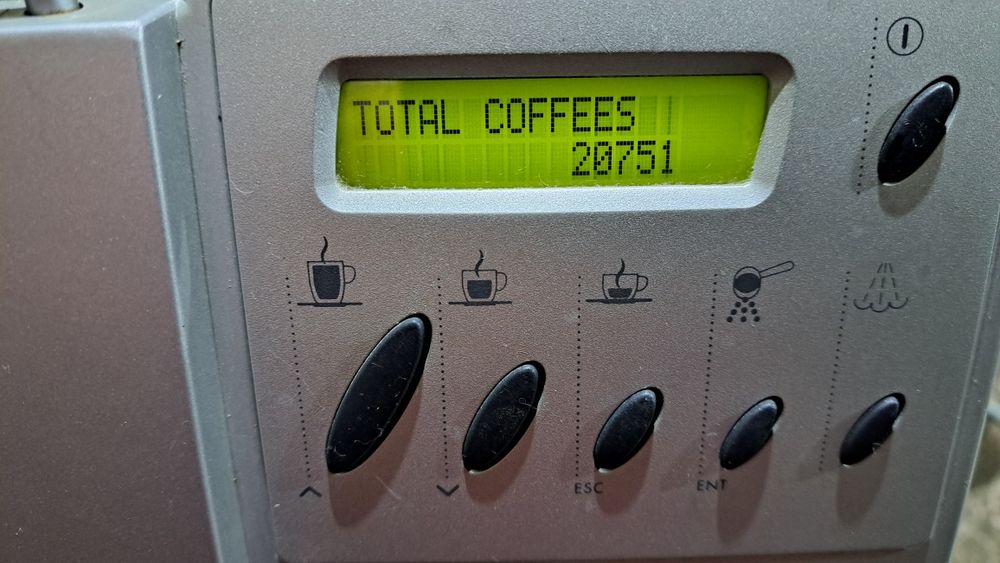 TOTAL COFFEES
20751
ESC
ENT